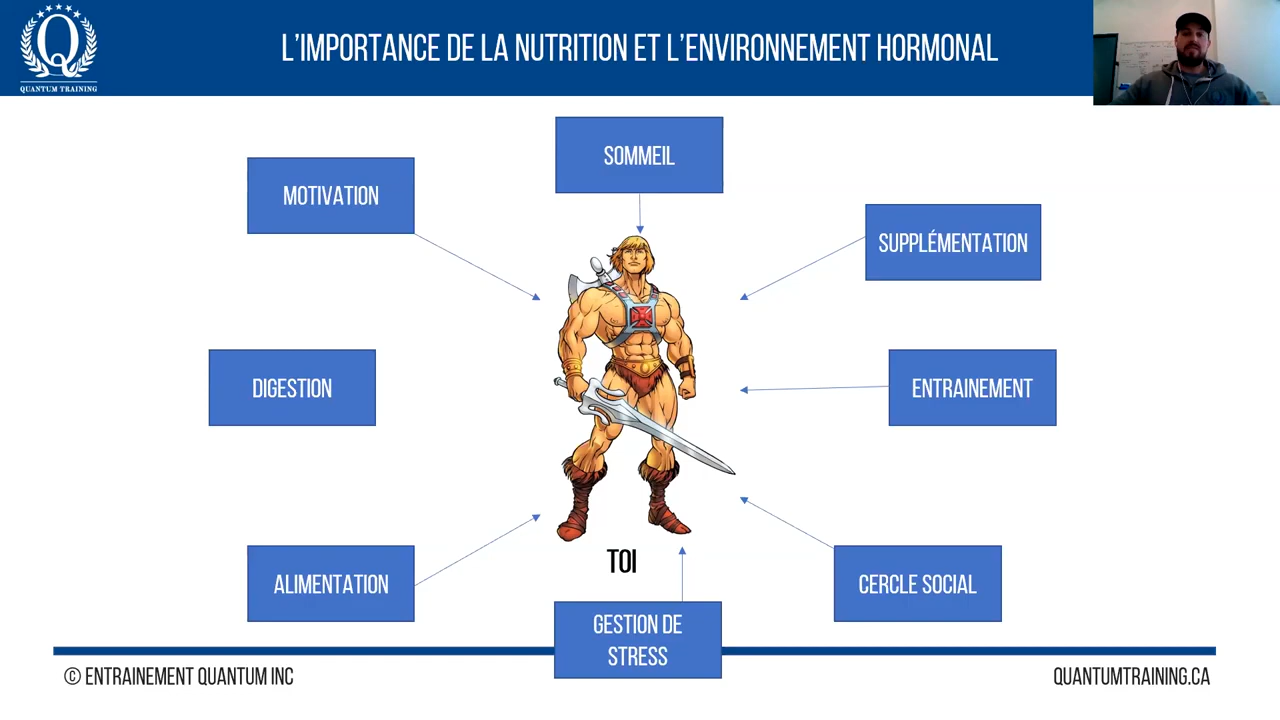 Q
QUANTUM TRAINING
L'IMPORTANCE DE LA NUTRITION ET L'ENVIRONNEMENT HORMONAL
SOMMEIL
MOTIVATION
SUPPLÉMENTATION
DIGESTION
ENTRAINEMENT
ALIMENTATION
TOI
CERCLE SOCIAL
GESTION DE
STRESS
© ENTRAINEMENT QUANTUM INC
QUANTUMTRAINING.CA